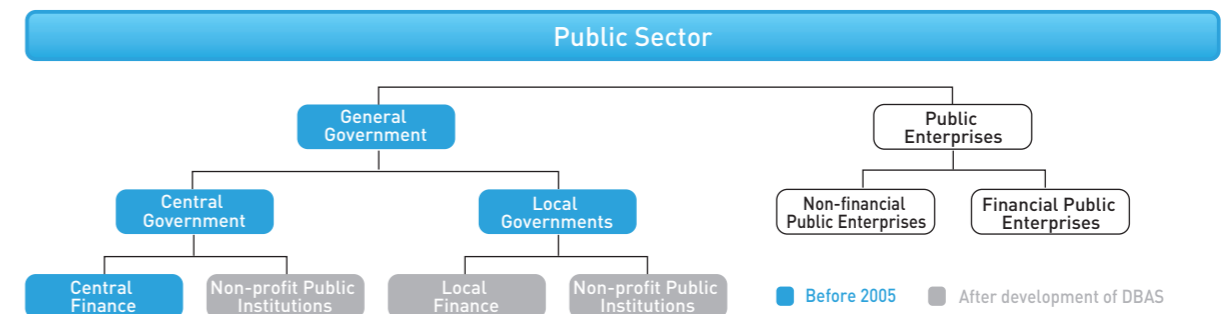 Public Sector
General
Government
Public
Enterprises
Central
Government
Local
Governments
Non-financial
Public Enterprises
Financial Public
Enterprises
Central
Finance
Non-profit Public
Institutions
Local
Finance
Non-profit Public
Institutions
Before 2005
After development of DBAS